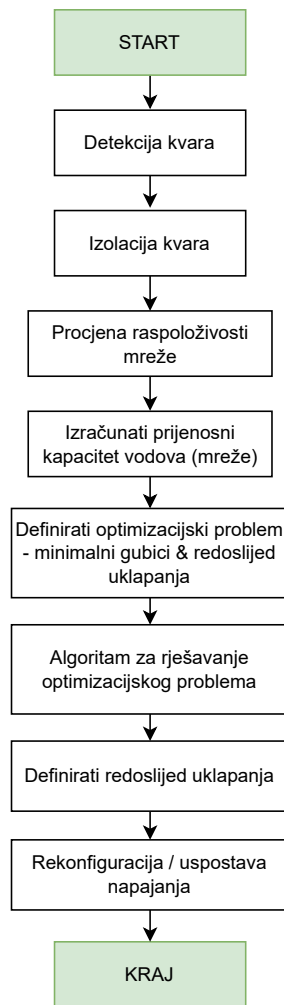 START
Detekcija kvara
Izolacija kvara
Procjena raspoloživosti
mreže
Izračunati prijenosni
kapacitet vodova (mreže)
Definirati optimizacijski problem
- minimalni gubici & redoslijed
uklapanja
Algoritam za rješavanje
optimizacijskog problema
Definirati redoslijed uklapanja
Rekonfiguracija / uspostava
napajanja
KRAJ